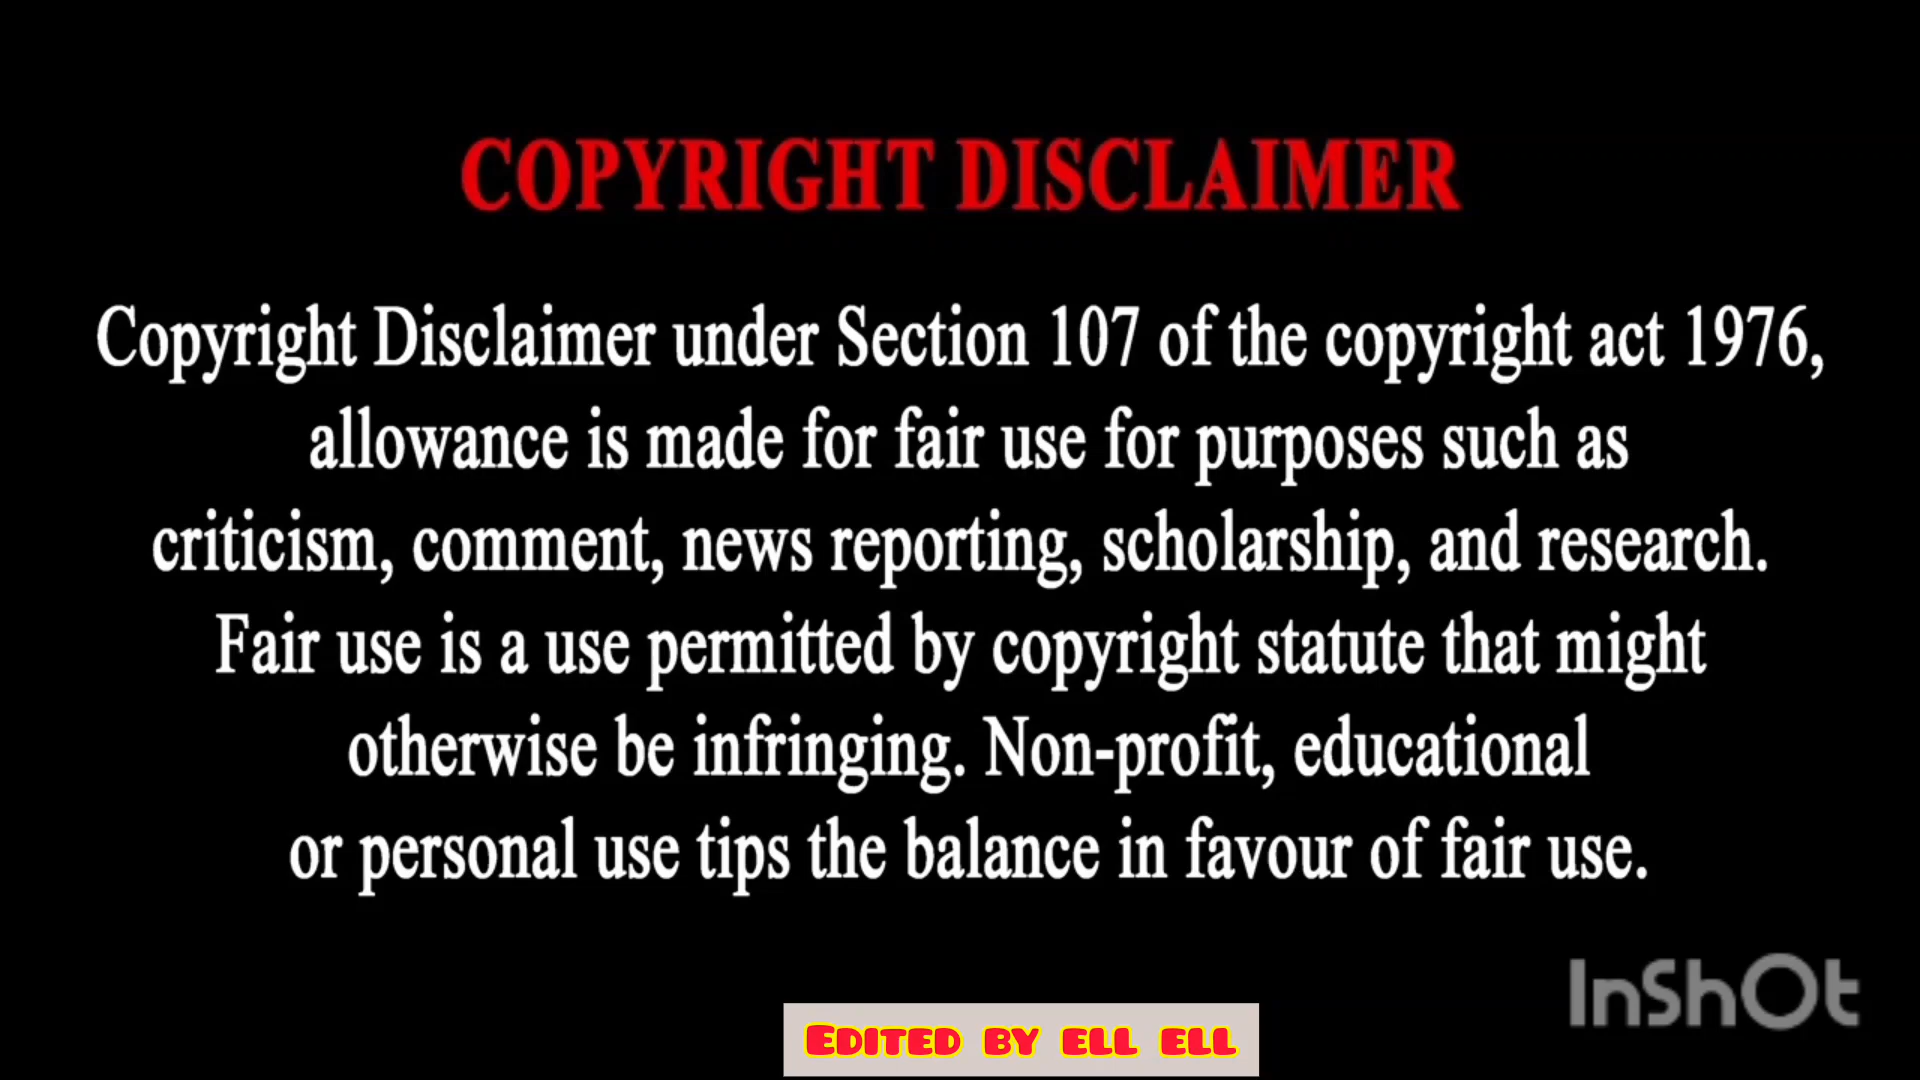 COPYRIGHT DISCLAIMER
Copyright Disclaimer under Section 107 of the copyright act 1976,
allowance is made for fair use for purposes such as
criticism, comment, news reporting, scholarship, and research.
Fair use is a use permitted by copyright statute that might
otherwise be infringing. Non-profit, educational
or personal use tips the balance in favour of fair use.
InShOt
EDITED BY ELL ELL